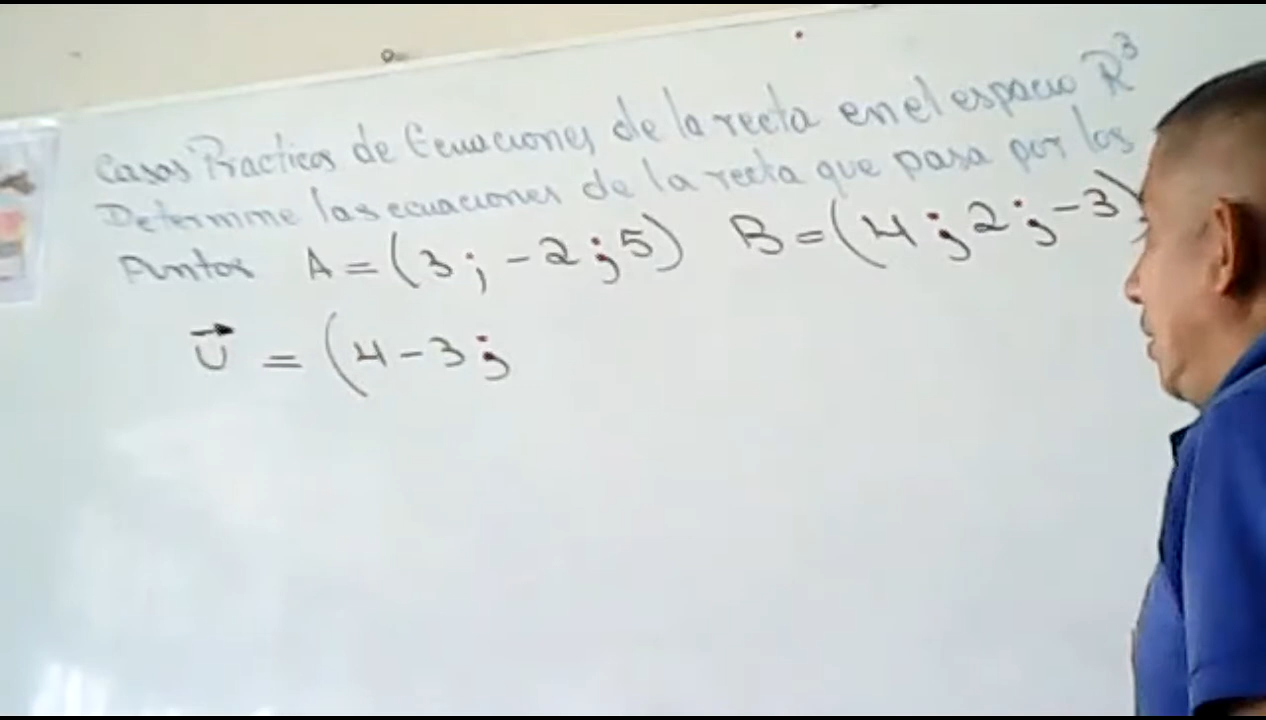 Casos Practicos de Ecuaciones de la recta en el espacio R³
Determine las ecuaciones de la recta que pasa por los
Puntos A = (3 ; -2 ; 5) B = (4 ; 2 ; -3)
U⃗ = (4 - 3 ;